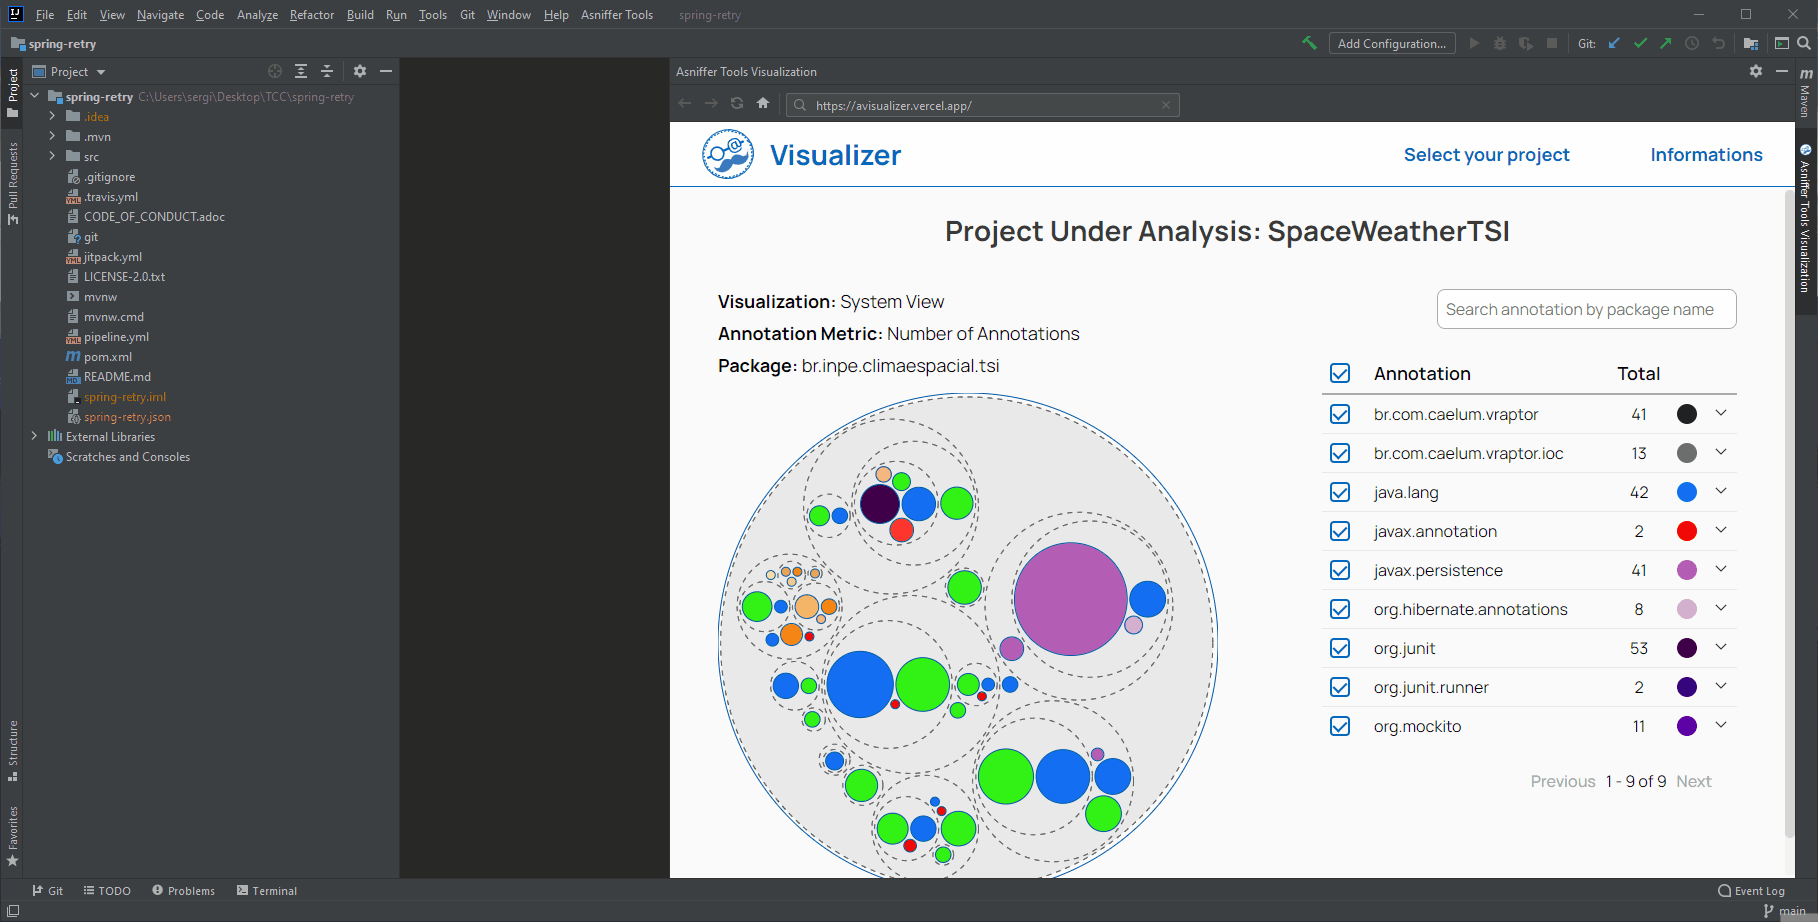 File Edit View Navigate Code Analyze Refactor Build Run Tools Git Window Help Asniffer Tools spring-retry
spring-retry
Add Configuration...
Git:
Project
Project
Pull Requests
Structure
Favorites
spring-retry C:\Users\sergi\Desktop\TCC\spring-retry
.idea
.mvn
src
.gitignore
.travis.yml
CODE_OF_CONDUCT.adoc
git
jitpack.yml
LICENSE-2.0.txt
mvnw
mvnw.cmd
pipeline.yml
pom.xml
README.md
spring-retry.iml
spring-retry.json
External Libraries
Scratches and Consoles
Asniffer Tools Visualization
https://avisualizer.vercel.app/
Visualizer
Select your project
Informations
Project Under Analysis: SpaceWeatherTSI
Visualization: System View
Annotation Metric: Number of Annotations
Package: br.inpe.climaespacial.tsi
Search annotation by package name
Annotation Total
br.com.caelum.vraptor 41
br.com.caelum.vraptor.ioc 13
java.lang 42
javax.annotation 2
javax.persistence 41
org.hibernate.annotations 8
org.junit 53
org.junit.runner 2
org.mockito 11
Previous 1 - 9 of 9 Next
Maven
Asniffer Tools Visualization
Git TODO Problems Terminal
Event Log
main